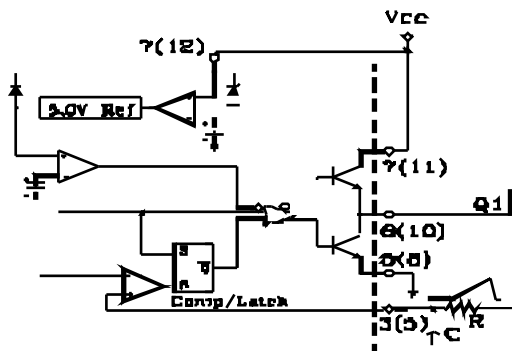 Vcc
7(12)
5.0V Ref
7(11)
Q1
6(10)
5(8)
S
Q
R
Comp/Latch
3(5)
C
R